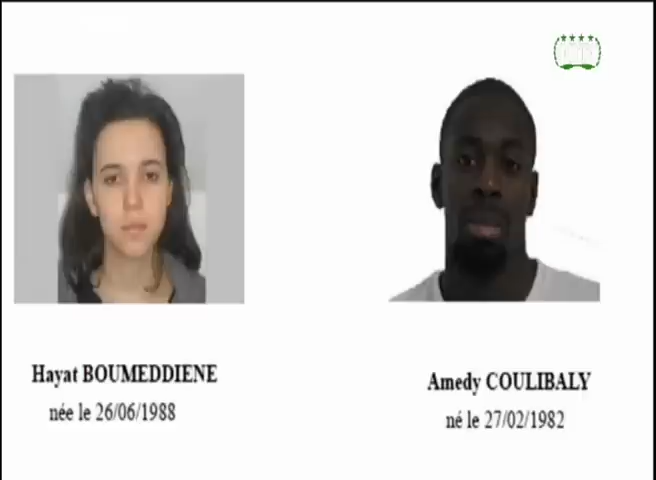 Hayat BOUMEDDIENE
née le 26/06/1988
Amedy COULIBALY
né le 27/02/1982